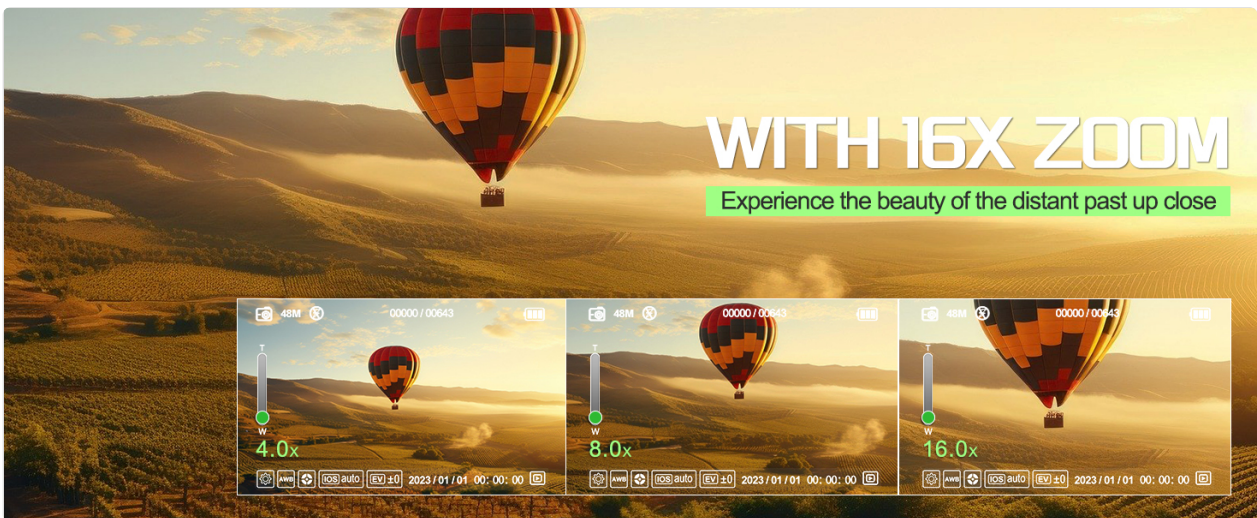 WITH 16X ZOOM
Experience the beauty of the distant past up close
48M 00000 / 00643
T
W
4.0x
AWB IOS auto EV ±0 2023 / 01 / 01 00: 00: 00
48M 00000 / 00643
T
W
8.0x
AWB IOS auto EV ±0 2023 / 01 / 01 00: 00: 00
48M 00000 / 00643
T
W
16.0x
AWB IOS auto EV ±0 2023 / 01 / 01 00: 00: 00